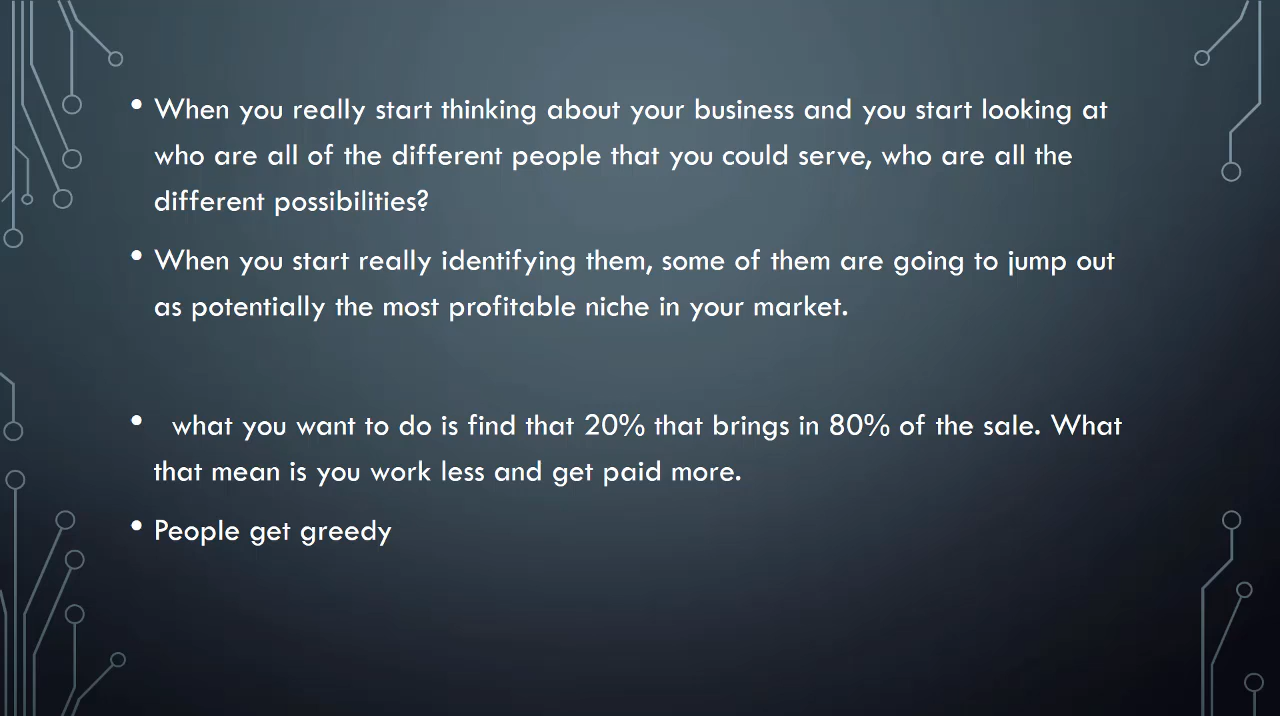 • When you really start thinking about your business and you start looking at
who are all of the different people that you could serve, who are all the
different possibilities?
• When you start really identifying them, some of them are going to jump out
as potentially the most profitable niche in your market.
• what you want to do is find that 20% that brings in 80% of the sale. What
that mean is you work less and get paid more.
• People get greedy